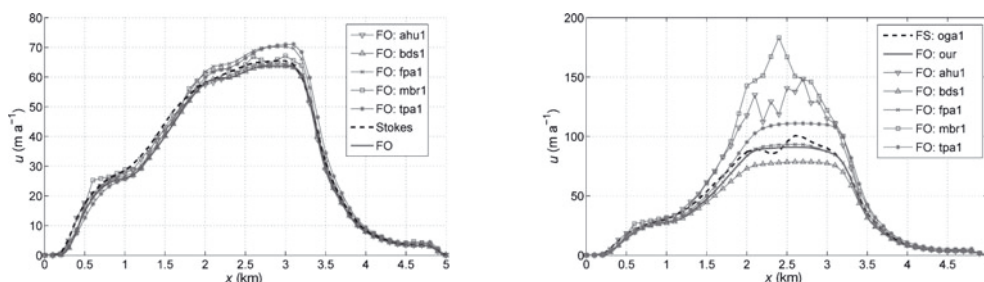 80
70
60
50
40
30
20
10
0
u (m a⁻¹)
0 0.5 1 1.5 2 2.5 3 3.5 4 4.5 5
x (km)
FO: ahu1
FO: bds1
FO: fpa1
FO: mbr1
FO: tpa1
Stokes
FO
200
150
100
50
0
u (m a⁻¹)
0 0.5 1 1.5 2 2.5 3 3.5 4 4.5
x (km)
FS: oga1
FO: our
FO: ahu1
FO: bds1
FO: fpa1
FO: mbr1
FO: tpa1